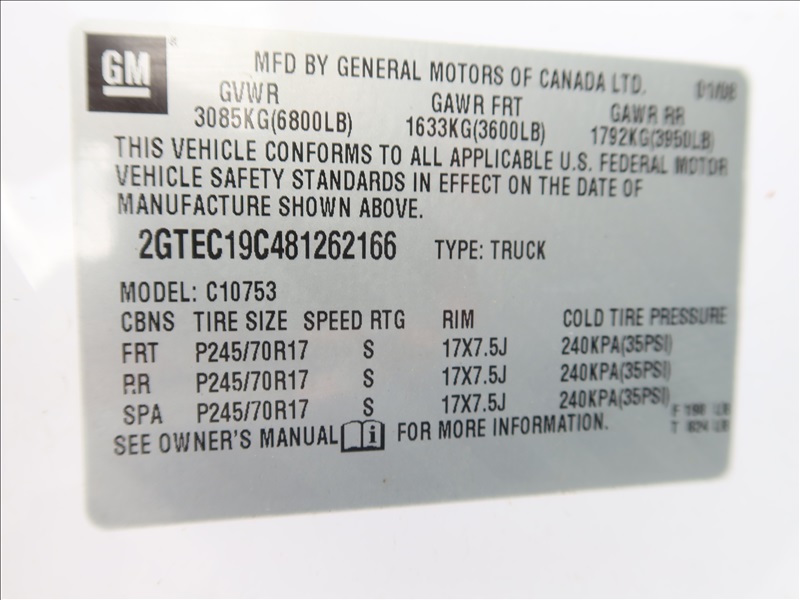 GM
MFD BY GENERAL MOTORS OF CANADA LTD. 01/08
GVWR GAWR FRT GAWR RR
3085KG(6800LB) 1633KG(3600LB) 1792KG(3950LB)
THIS VEHICLE CONFORMS TO ALL APPLICABLE U.S. FEDERAL MOTOR
VEHICLE SAFETY STANDARDS IN EFFECT ON THE DATE OF
MANUFACTURE SHOWN ABOVE.
2GTEC19C481262166 TYPE: TRUCK
MODEL: C10753
CBNS TIRE SIZE SPEED RTG RIM COLD TIRE PRESSURE
FRT P245/70R17 S 17X7.5J 240KPA(35PSI)
RR P245/70R17 S 17X7.5J 240KPA(35PSI)
SPA P245/70R17 S 17X7.5J 240KPA(35PSI)
SEE OWNER'S MANUAL FOR MORE INFORMATION.